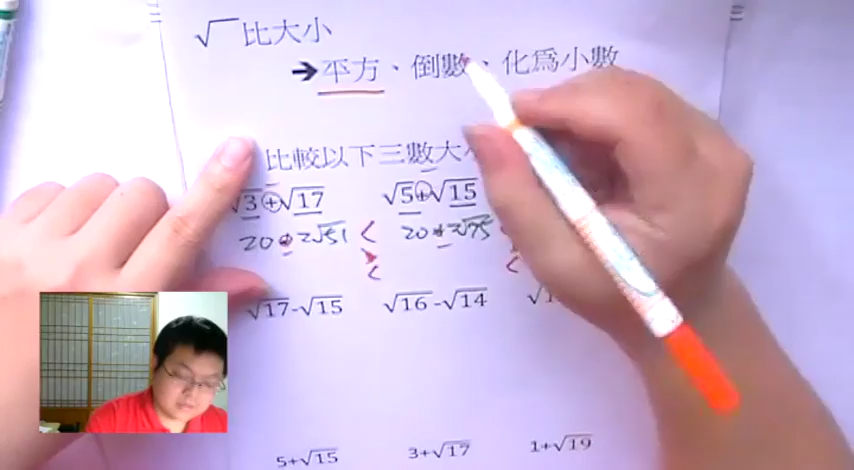 √ 比大小
➔平方、倒數、化為小數
比較以下三數大
√3+√17 √5+√15
20+2√51 < 20+2√75 <
< <
√17-√15 √16-√14
5+√15 3+√17 1+√19